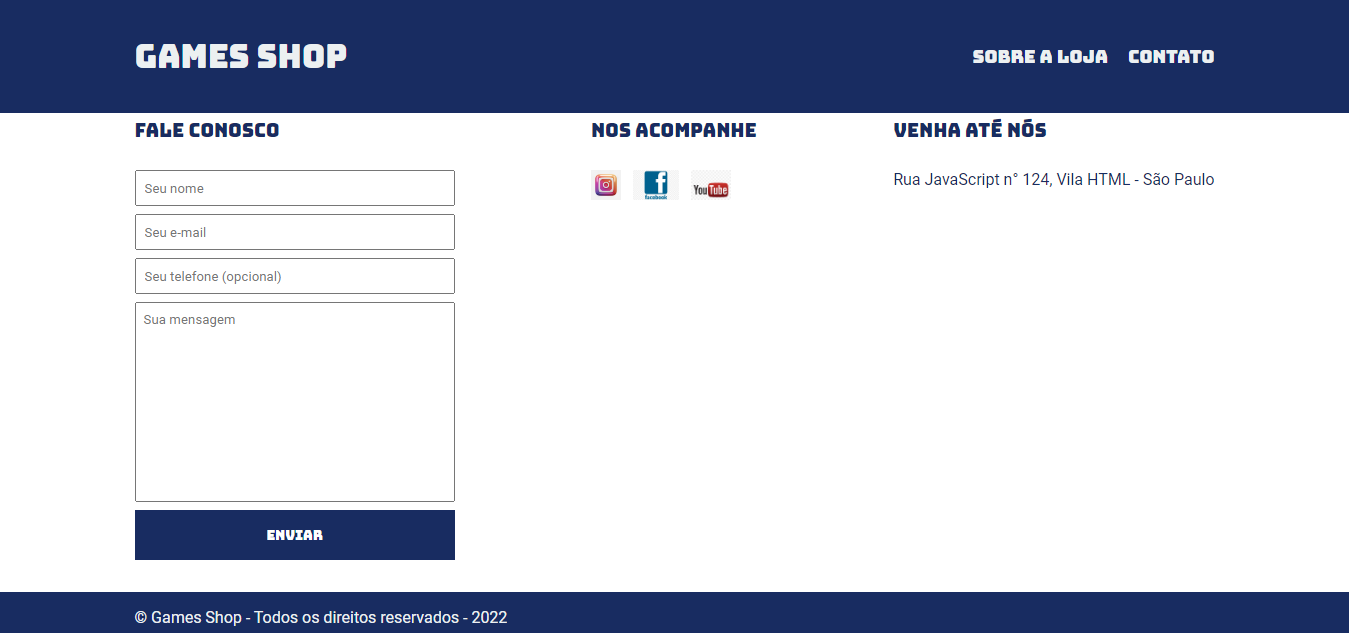 GAMES SHOP
SOBRE A LOJA CONTATO
FALE CONOSCO
Seu nome
Seu e-mail
Seu telefone (opcional)
Sua mensagem
ENVIAR
NOS ACOMPANHE
facebook
YouTube
VENHA ATÉ NÓS
Rua JavaScript n° 124, Vila HTML - São Paulo
© Games Shop - Todos os direitos reservados - 2022